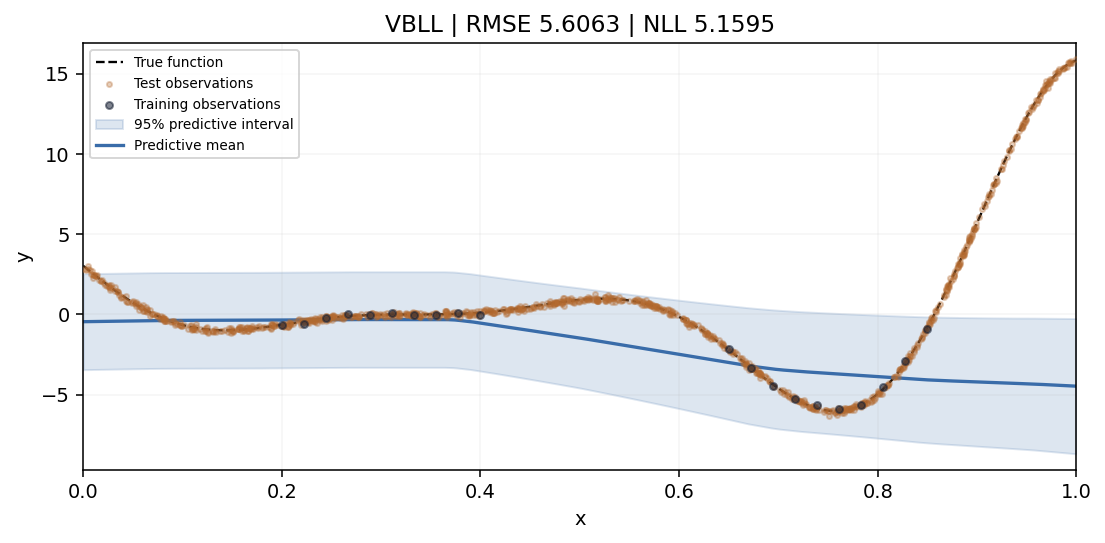 VBLL | RMSE 5.6063 | NLL 5.1595
True function
Test observations
Training observations
95% predictive interval
Predictive mean
y
15
10
5
0
−5
0.0 0.2 0.4 0.6 0.8 1.0
x